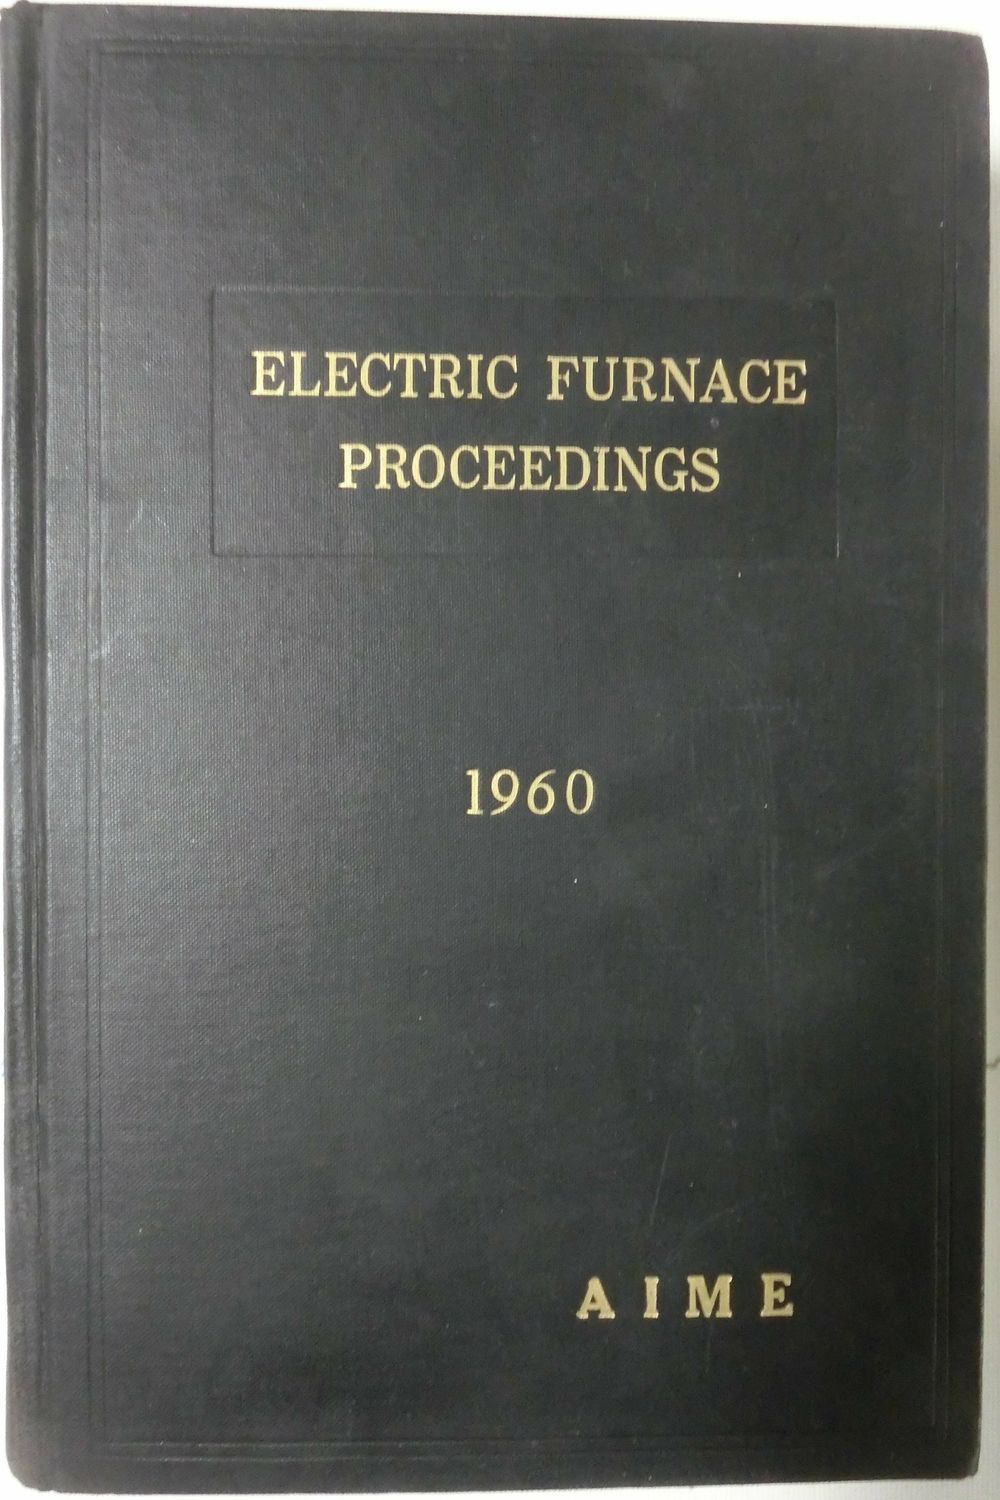 ELECTRIC FURNACE
PROCEEDINGS
1960
AIME